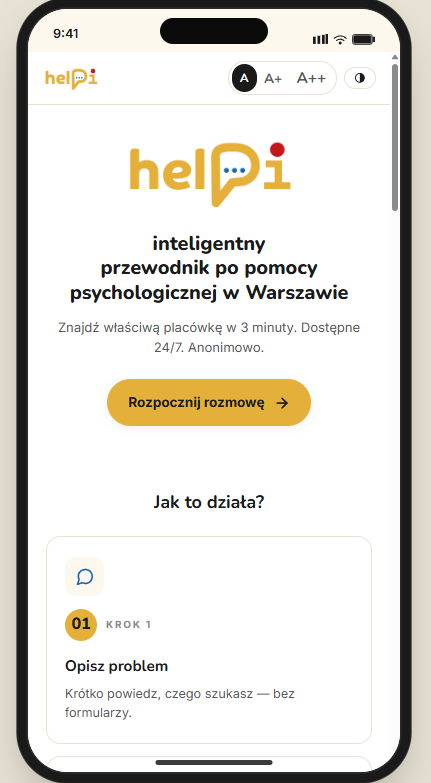 9:41
helpi
A A+ A++
helpi
inteligentny
przewodnik po pomocy
psychologicznej w Warszawie
Znajdź właściwą placówkę w 3 minuty. Dostępne
24/7. Anonimowo.
Rozpocznij rozmowę →
Jak to działa?
01 KROK 1
Opisz problem
Krótko powiedz, czego szukasz — bez
formularzy.